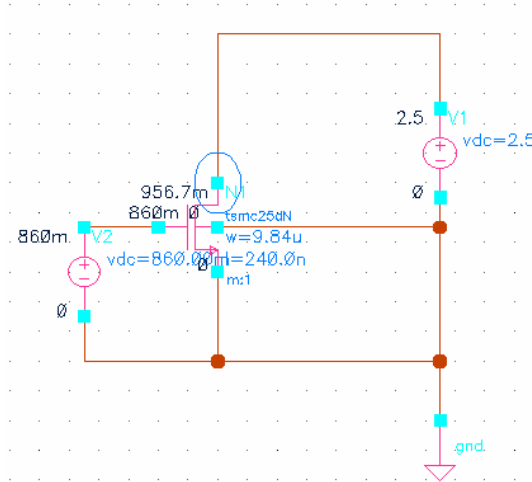 2.5
V1
vdc=2.5
0
956.7m
N1
860m 0
tsmc25dN
860m
V2
w=9.84u
vdc=860.00m
l=240.0n
0
m:1
0
gnd